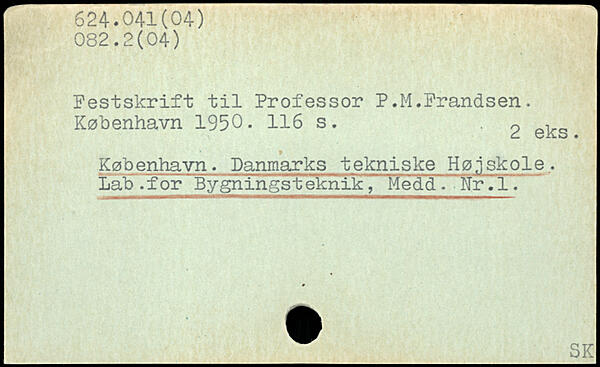 624.041(04)
082.2(04)
Festskrift til Professor P.M.Frandsen.
København 1950. 116 s.
2 eks.
København. Danmarks tekniske Højskole.
Lab.for Bygningsteknik, Medd. Nr.1.
SK